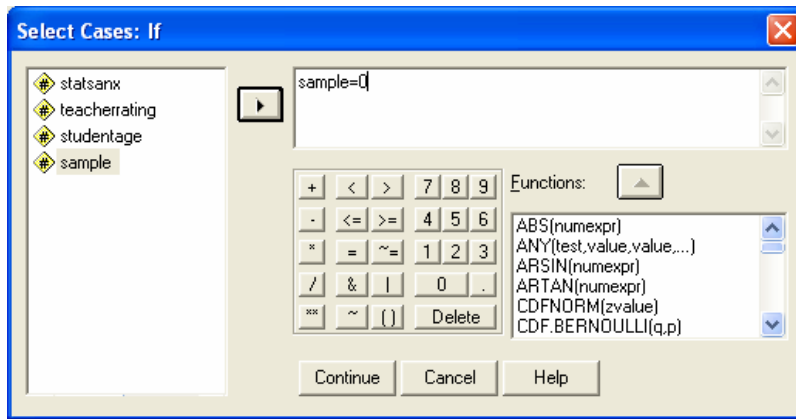 Select Cases: If
statsanx
teacherrating
studentage
sample
sample=0
+ < > 7 8 9
- <= >= 4 5 6
* = ~= 1 2 3
/ & | 0 .
** ~ () Delete
Functions:
ABS(numexpr)
ANY(test,value,value,...)
ARSIN(numexpr)
ARTAN(numexpr)
CDFNORM(zvalue)
CDF.BERNOULLI(q,p)
Continue Cancel Help